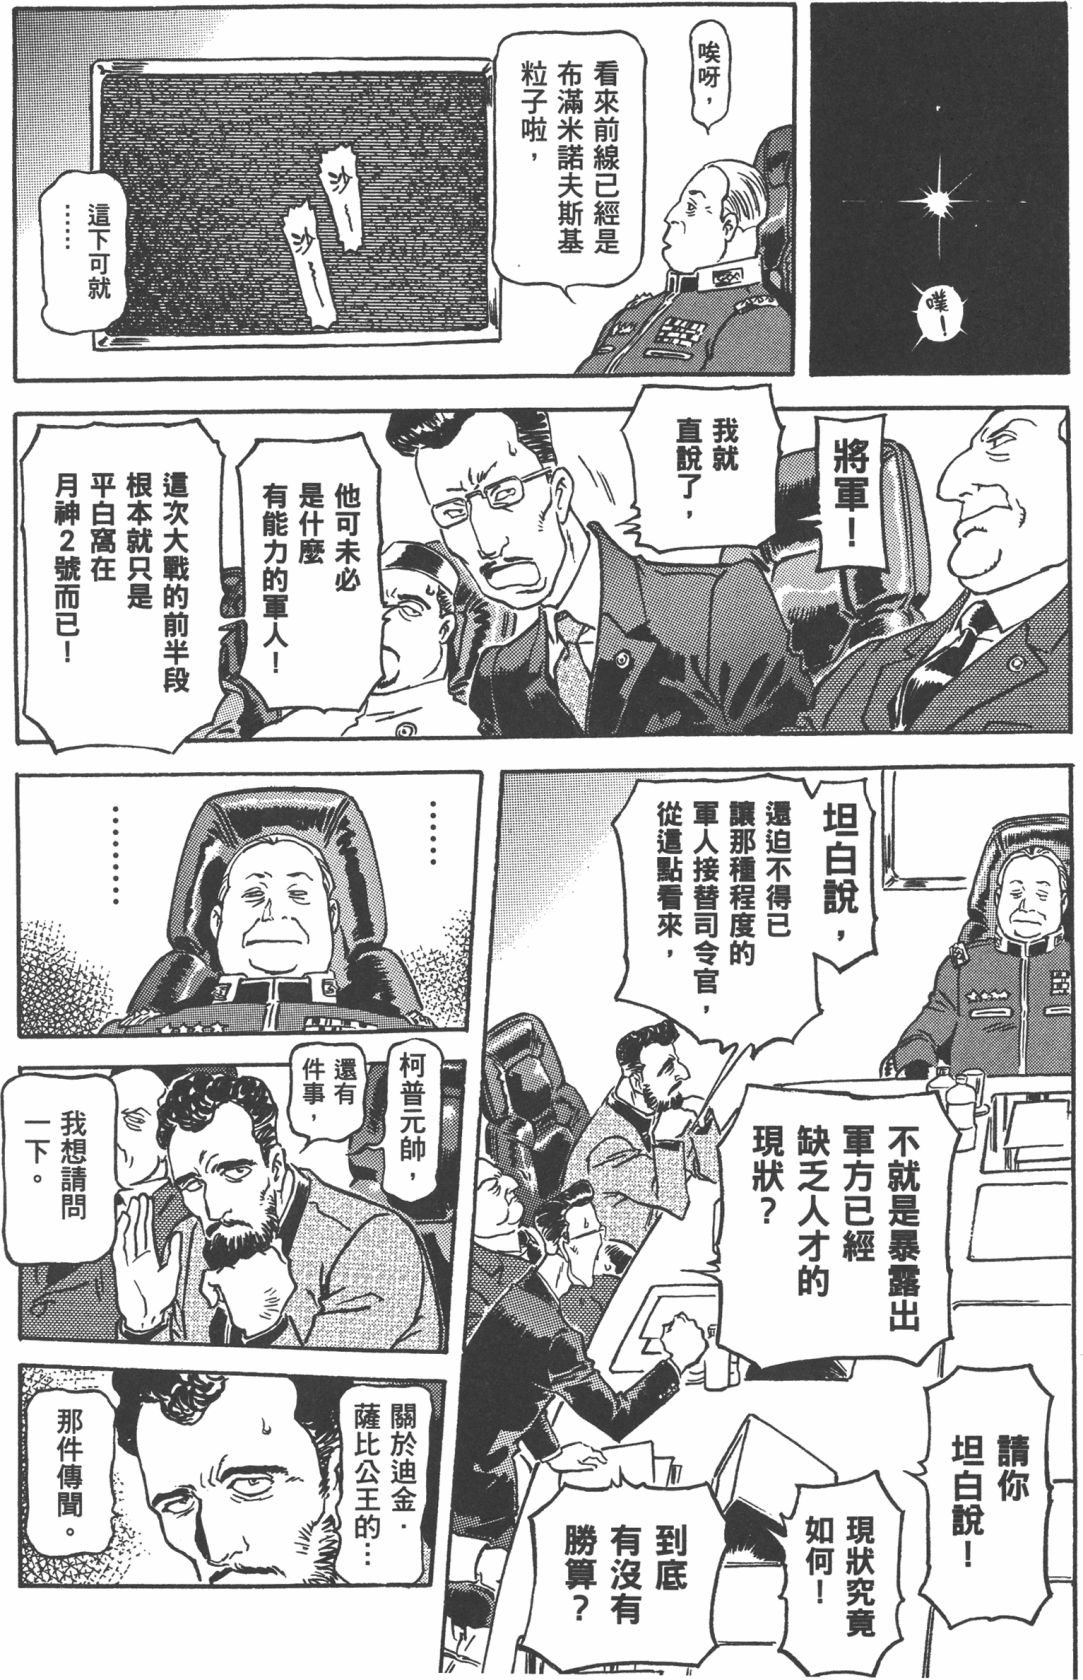 噗！
唉呀，
看來前線已經是
布滿米諾夫斯基
粒子啦，
沙～
沙～
這下可就
……
將軍！
我就
直說了，
他可未必
是什麼
有能力的軍人！
這次大戰的前半段
根本就只是
平白窩在
月神2號而已！
坦白說，
還迫不得已
讓那種程度的
軍人接替司令官，
從這點看來，
不就是暴露出
軍方已經
缺乏人才的
現狀？
請你
坦白說！
現狀究竟
如何！
到底
有沒有
勝算？
……
………
柯普元帥，
還有
件事，
我想請問
一下。
關於迪金·
薩比公王的…
那件傳聞。